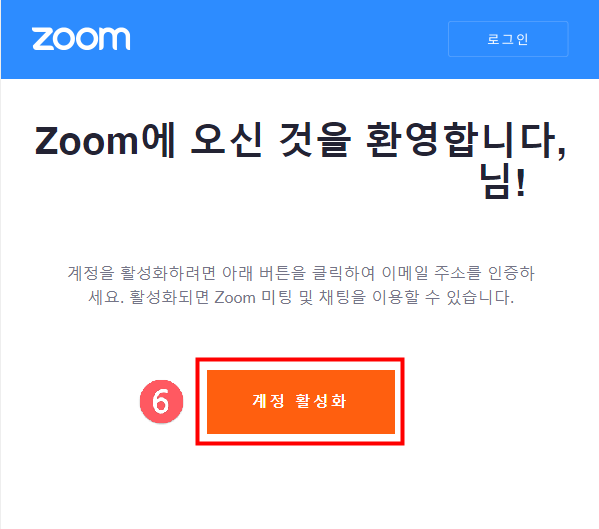 zoom
로그인
Zoom에 오신 것을 환영합니다,
님!
계정을 활성화하려면 아래 버튼을 클릭하여 이메일 주소를 인증하
세요. 활성화되면 Zoom 미팅 및 채팅을 이용할 수 있습니다.
6
계정 활성화